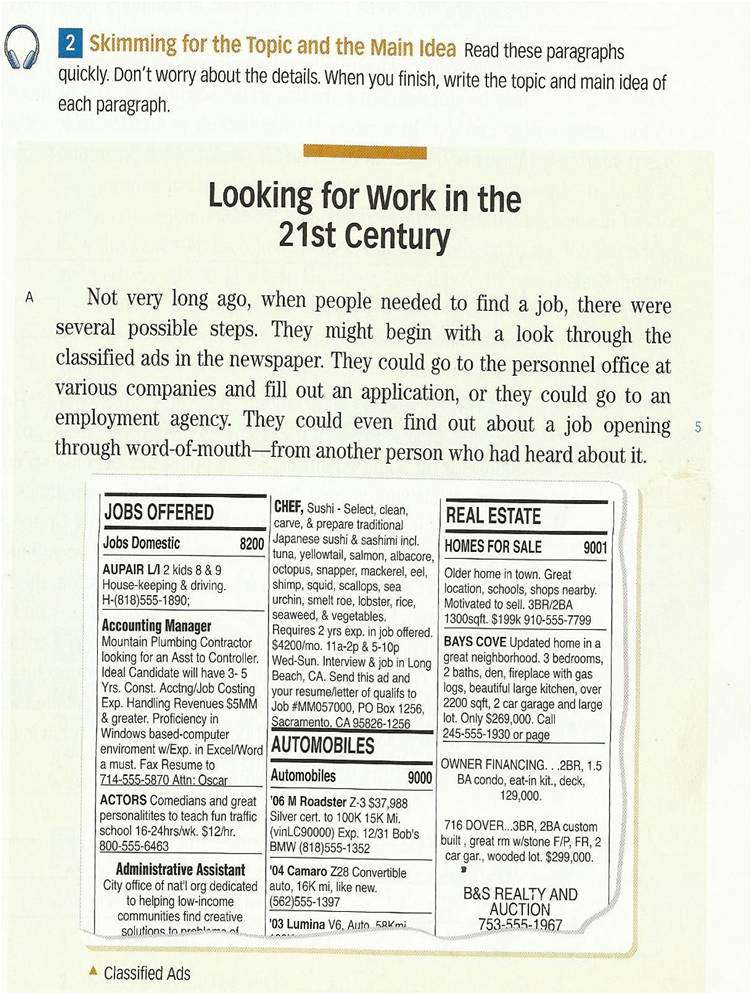 2 Skimming for the Topic and the Main Idea Read these paragraphs
quickly. Don't worry about the details. When you finish, write the topic and main idea of
each paragraph.
Looking for Work in the
21st Century
A Not very long ago, when people needed to find a job, there were
several possible steps. They might begin with a look through the
classified ads in the newspaper. They could go to the personnel office at
various companies and fill out an application, or they could go to an
employment agency. They could even find out about a job opening 5
through word-of-mouth—from another person who had heard about it.
JOBS OFFERED
Jobs Domestic 8200
AUPAIR L/I 2 kids 8 & 9
House-keeping & driving.
H-(818)555-1890;
Accounting Manager
Mountain Plumbing Contractor
looking for an Asst to Controller.
Ideal Candidate will have 3- 5
Yrs. Const. Acctng/Job Costing
Exp. Handling Revenues $5MM
& greater. Proficiency in
Windows based-computer
enviroment w/Exp. in Excel/Word
a must. Fax Resume to
714-555-5870 Attn: Oscar
ACTORS Comedians and great
personalitites to teach fun traffic
school 16-24hrs/wk. $12/hr.
800-555-6463
Administrative Assistant
City office of nat'l org dedicated
to helping low-income
communities find creative
solutions to problems of
CHEF, Sushi - Select, clean,
carve, & prepare traditional
Japanese sushi & sashimi incl.
tuna, yellowtail, salmon, albacore,
octopus, snapper, mackerel, eel,
shimp, squid, scallops, sea
urchin, smelt roe, lobster, rice,
seaweed, & vegetables.
Requires 2 yrs exp. in job offered.
$4200/mo. 11a-2p & 5-10p
Wed-Sun. Interview & job in Long
Beach, CA. Send this ad and
your resume/letter of qualifs to
Job #MM057000, PO Box 1256,
Sacramento, CA 95826-1256
AUTOMOBILES
Automobiles 9000
'06 M Roadster Z-3 $37,988
Silver cert. to 100K 15K Mi.
(vinLC90000) Exp. 12/31 Bob's
BMW (818)555-1352
'04 Camaro Z28 Convertible
auto, 16K mi, like new.
(562)555-1397
'03 Lumina V6, Auto, 58Kmi
REAL ESTATE
HOMES FOR SALE 9001
Older home in town. Great
location, schools, shops nearby.
Motivated to sell. 3BR/2BA
1300sqft. $199k 910-555-7799
BAYS COVE Updated home in a
great neighborhood. 3 bedrooms,
2 baths, den, fireplace with gas
logs, beautiful large kitchen, over
2200 sqft, 2 car garage and large
lot. Only $269,000. Call
245-555-1930 or page
OWNER FINANCING. . .2BR, 1.5
BA condo, eat-in kit., deck,
129,000.
716 DOVER...3BR, 2BA custom
built , great rm w/stone F/P, FR, 2
car gar., wooded lot. $299,000.
B&S REALTY AND
AUCTION
753-555-1967
Classified Ads